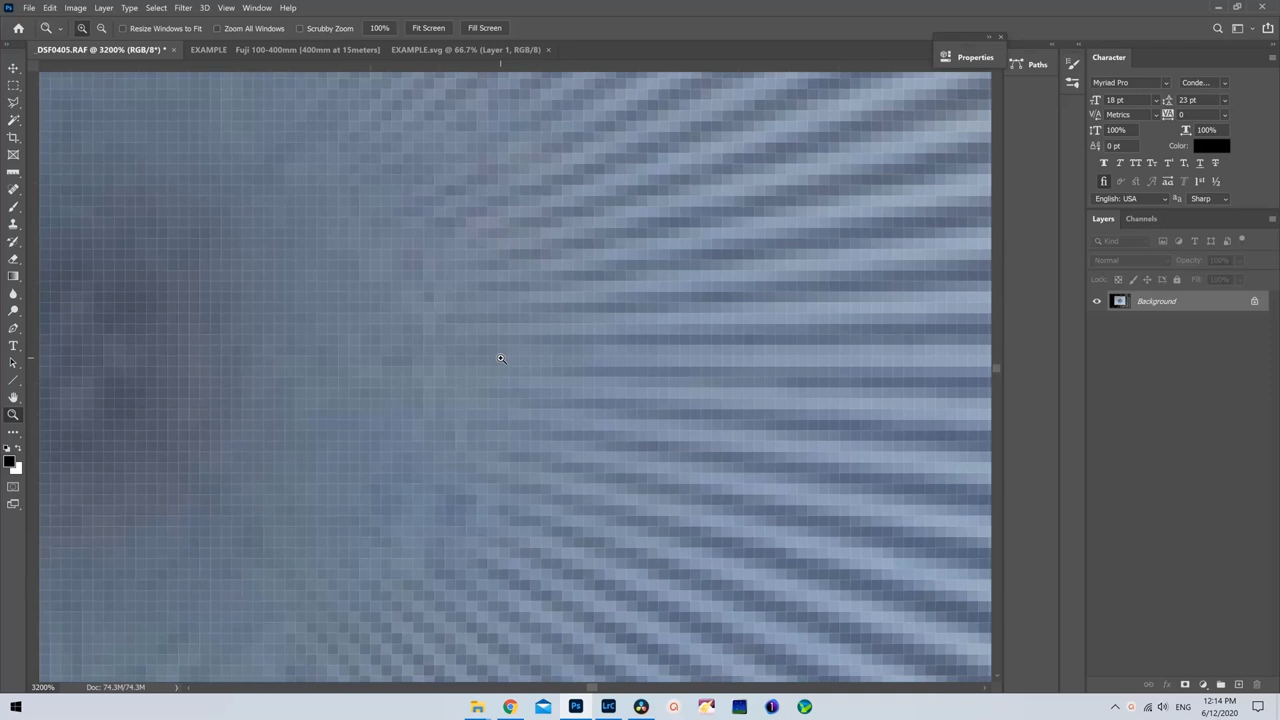 File Edit Image Layer Type Select Filter 3D View Window Help
Resize Windows to Fit Zoom All Windows Scrubby Zoom 100% Fit Screen Fill Screen
_DSF0405.RAF @ 3200% (RGB/8*) * × EXAMPLE Fuji 100-400mm [400mm at 15meters] EXAMPLE.svg @ 66.7% (Layer 1, RGB/8) ×
Properties
Paths
Character
Myriad Pro Conde...
18 pt 23 pt
Metrics 0
100% 100%
0 pt Color:
English: USA Sharp
Layers Channels
Kind
Normal Opacity: 100%
Lock: Fill: 100%
Background
3200% Doc: 74.3M/74.3M
ENG 12:14 PM
6/12/2020